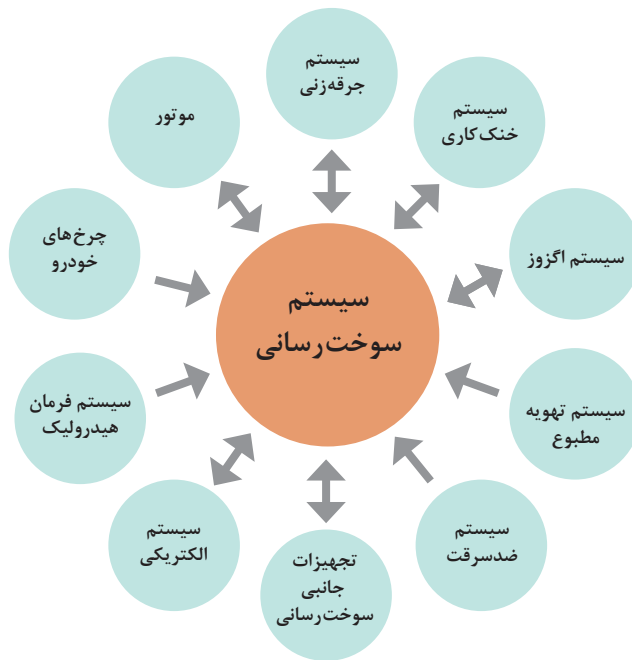 سیستم
جرقه‌زنی
سیستم
خنک‌کاری
سیستم اگزوز
سیستم تهویه
مطبوع
سیستم
ضدسرقت
تجهیزات
جانبی
سوخت‌رسانی
سیستم
الکتریکی
سیستم فرمان
هیدرولیک
چرخ‌های
خودرو
موتور
سیستم
سوخت‌رسانی